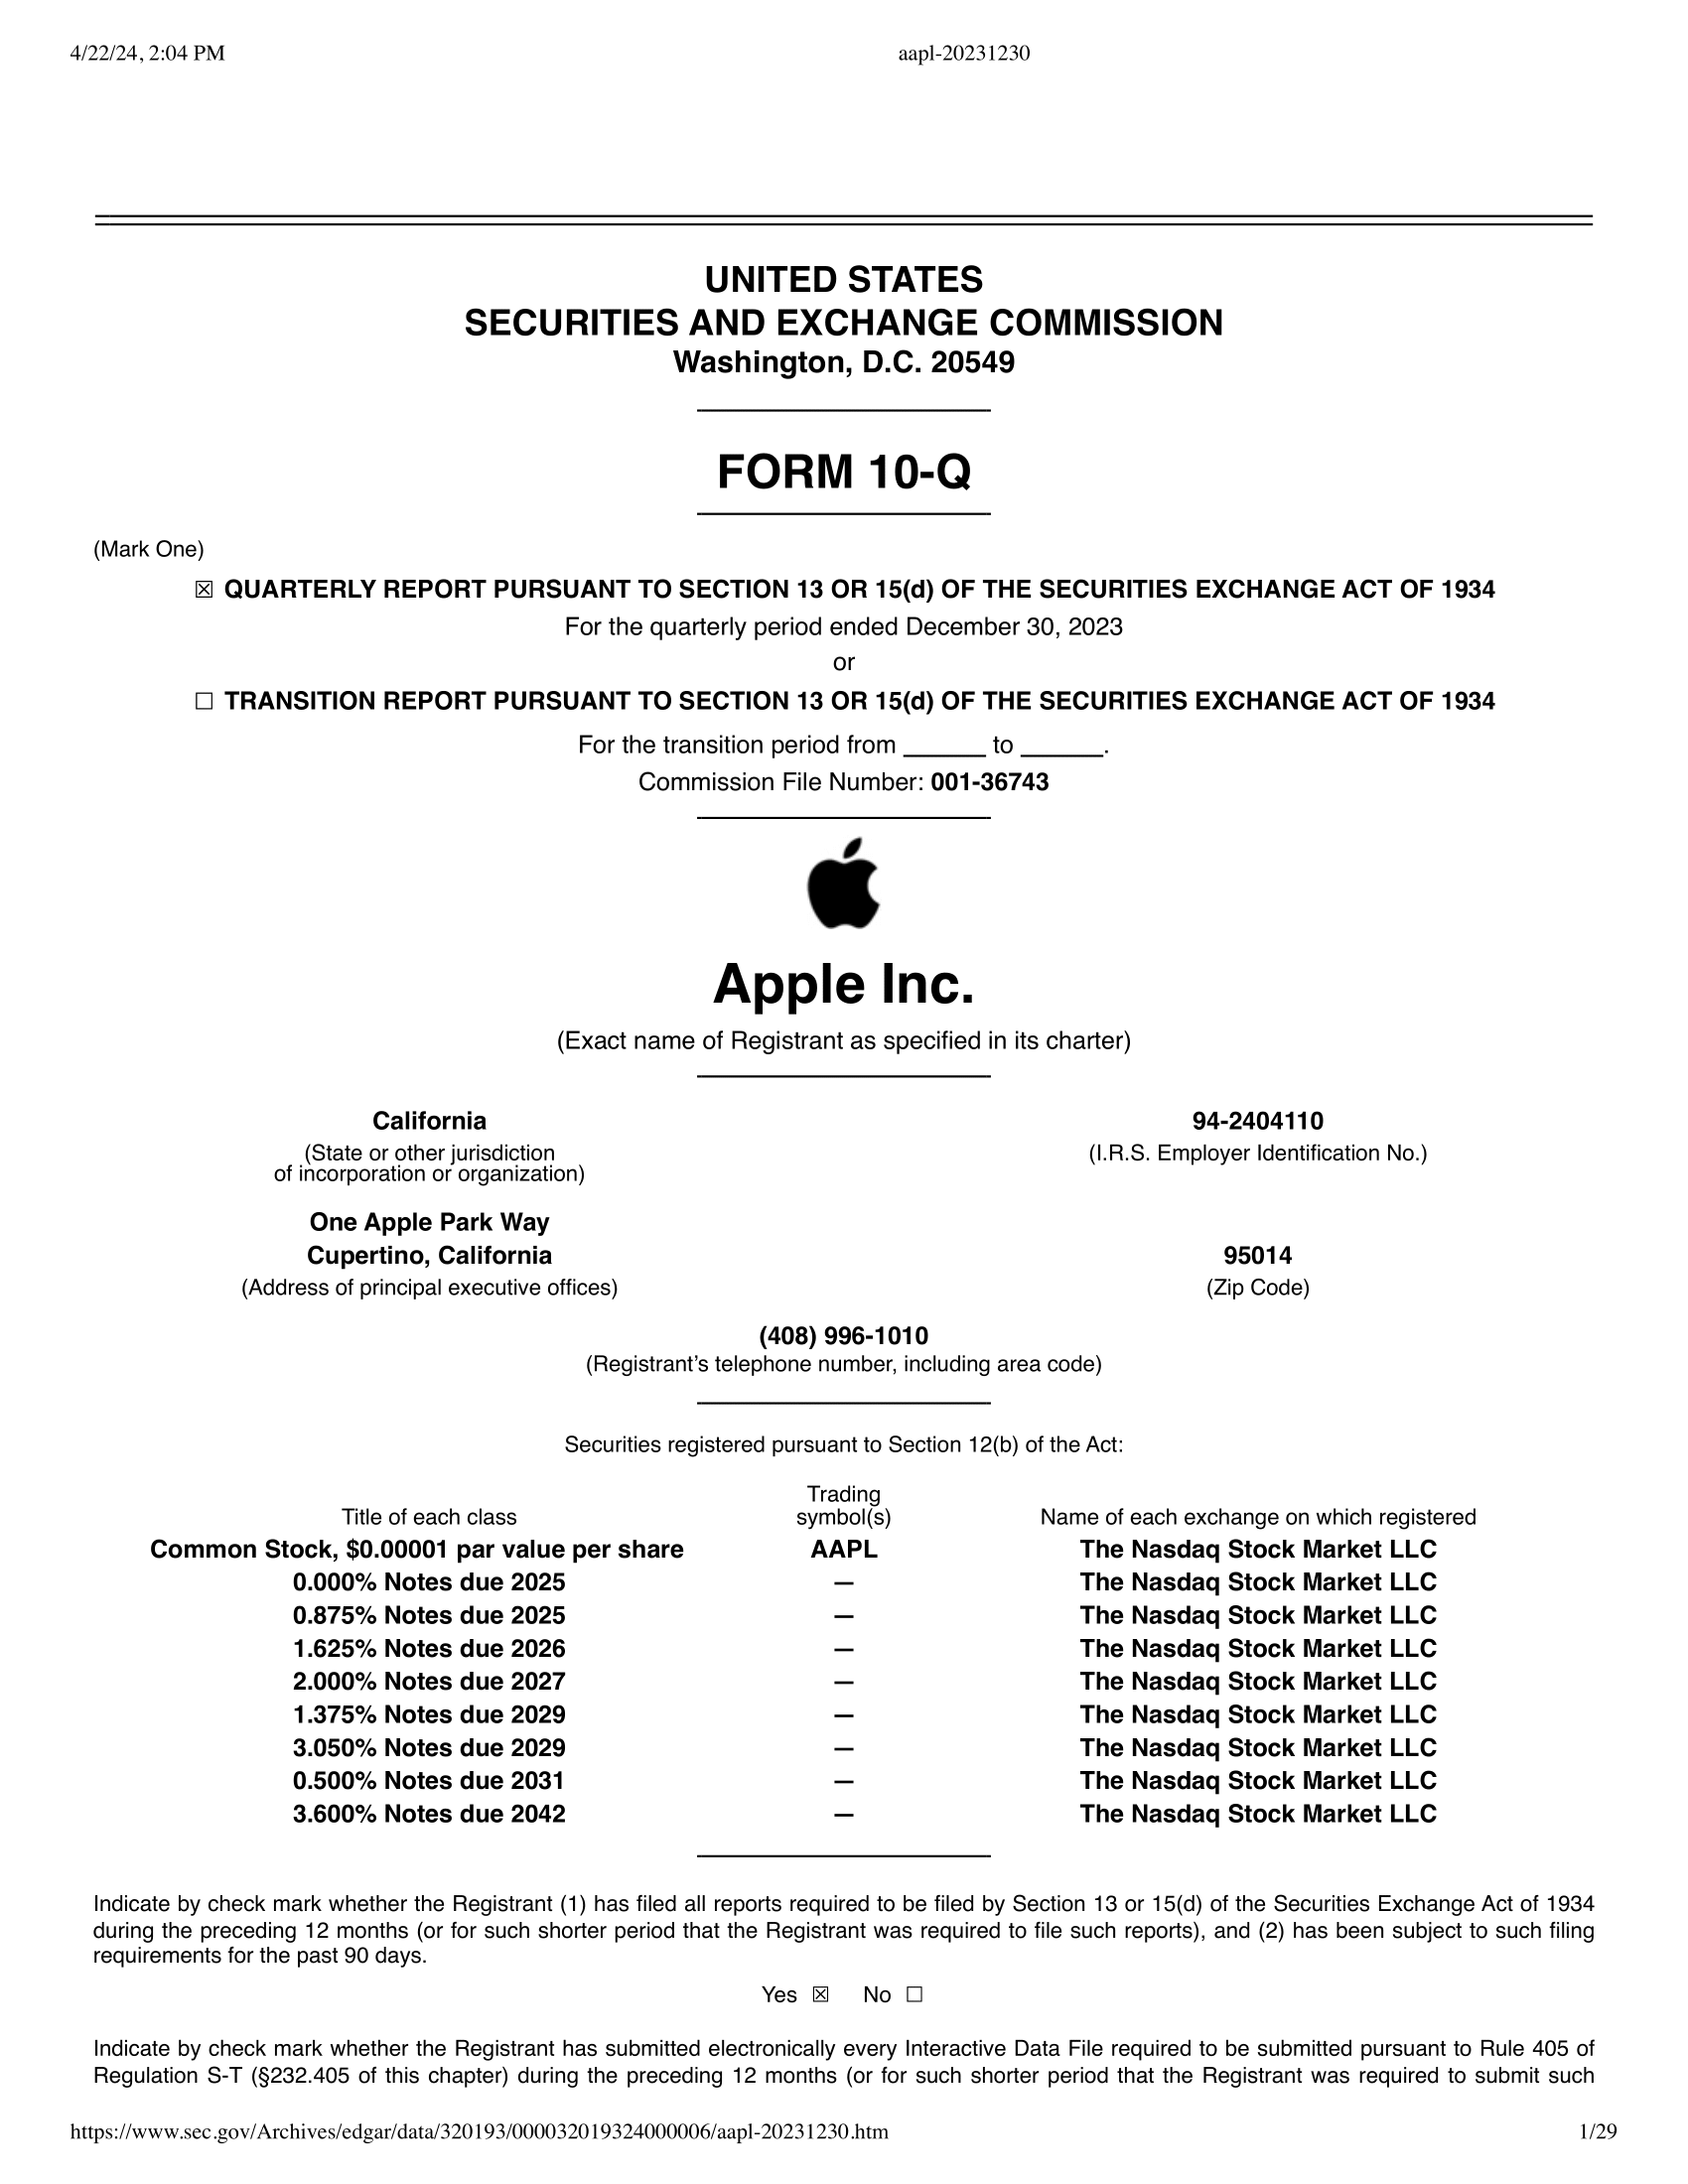 4/22/24, 2:04 PM
aapl-20231230
UNITED STATES
SECURITIES AND EXCHANGE COMMISSION
Washington, D.C. 20549
FORM 10-Q
(Mark One)
☒ QUARTERLY REPORT PURSUANT TO SECTION 13 OR 15(d) OF THE SECURITIES EXCHANGE ACT OF 1934
For the quarterly period ended December 30, 2023
or
☐ TRANSITION REPORT PURSUANT TO SECTION 13 OR 15(d) OF THE SECURITIES EXCHANGE ACT OF 1934
For the transition period from ______ to ______.
Commission File Number: 001-36743
Apple Inc.
(Exact name of Registrant as specified in its charter)
California 94-2404110
(State or other jurisdiction (I.R.S. Employer Identification No.)
of incorporation or organization)
One Apple Park Way
Cupertino, California 95014
(Address of principal executive offices) (Zip Code)
(408) 996-1010
(Registrant’s telephone number, including area code)
Securities registered pursuant to Section 12(b) of the Act:
Trading
Title of each class symbol(s) Name of each exchange on which registered
Common Stock, $0.00001 par value per share AAPL The Nasdaq Stock Market LLC
0.000% Notes due 2025 — The Nasdaq Stock Market LLC
0.875% Notes due 2025 — The Nasdaq Stock Market LLC
1.625% Notes due 2026 — The Nasdaq Stock Market LLC
2.000% Notes due 2027 — The Nasdaq Stock Market LLC
1.375% Notes due 2029 — The Nasdaq Stock Market LLC
3.050% Notes due 2029 — The Nasdaq Stock Market LLC
0.500% Notes due 2031 — The Nasdaq Stock Market LLC
3.600% Notes due 2042 — The Nasdaq Stock Market LLC
Indicate by check mark whether the Registrant (1) has filed all reports required to be filed by Section 13 or 15(d) of the Securities Exchange Act of 1934
during the preceding 12 months (or for such shorter period that the Registrant was required to file such reports), and (2) has been subject to such filing
requirements for the past 90 days.
Yes ☒ No ☐
Indicate by check mark whether the Registrant has submitted electronically every Interactive Data File required to be submitted pursuant to Rule 405 of
Regulation S-T (§232.405 of this chapter) during the preceding 12 months (or for such shorter period that the Registrant was required to submit such
https://www.sec.gov/Archives/edgar/data/320193/000032019324000006/aapl-20231230.htm
1/29